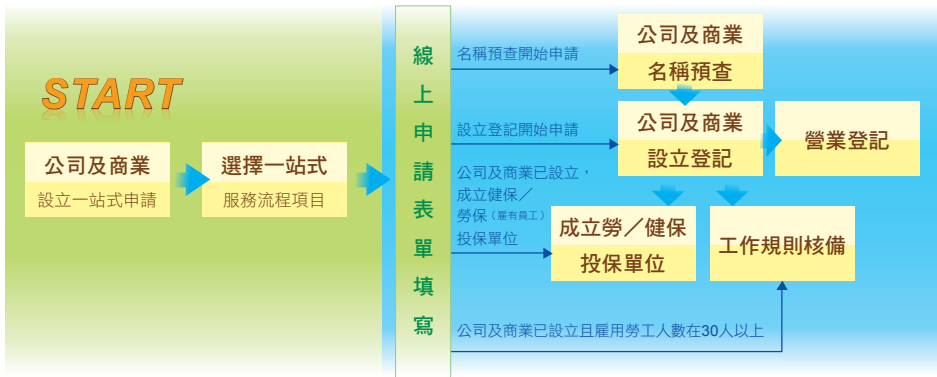 START
公司及商業
設立一站式申請
選擇一站式
服務流程項目
線上申請表單填寫
名稱預查開始申請
公司及商業
名稱預查
設立登記開始申請
公司及商業
設立登記
營業登記
公司及商業已設立，
成立健保／
勞保（雇有員工）
投保單位
成立勞／健保
投保單位
工作規則核備
公司及商業已設立且雇用勞工人數在30人以上